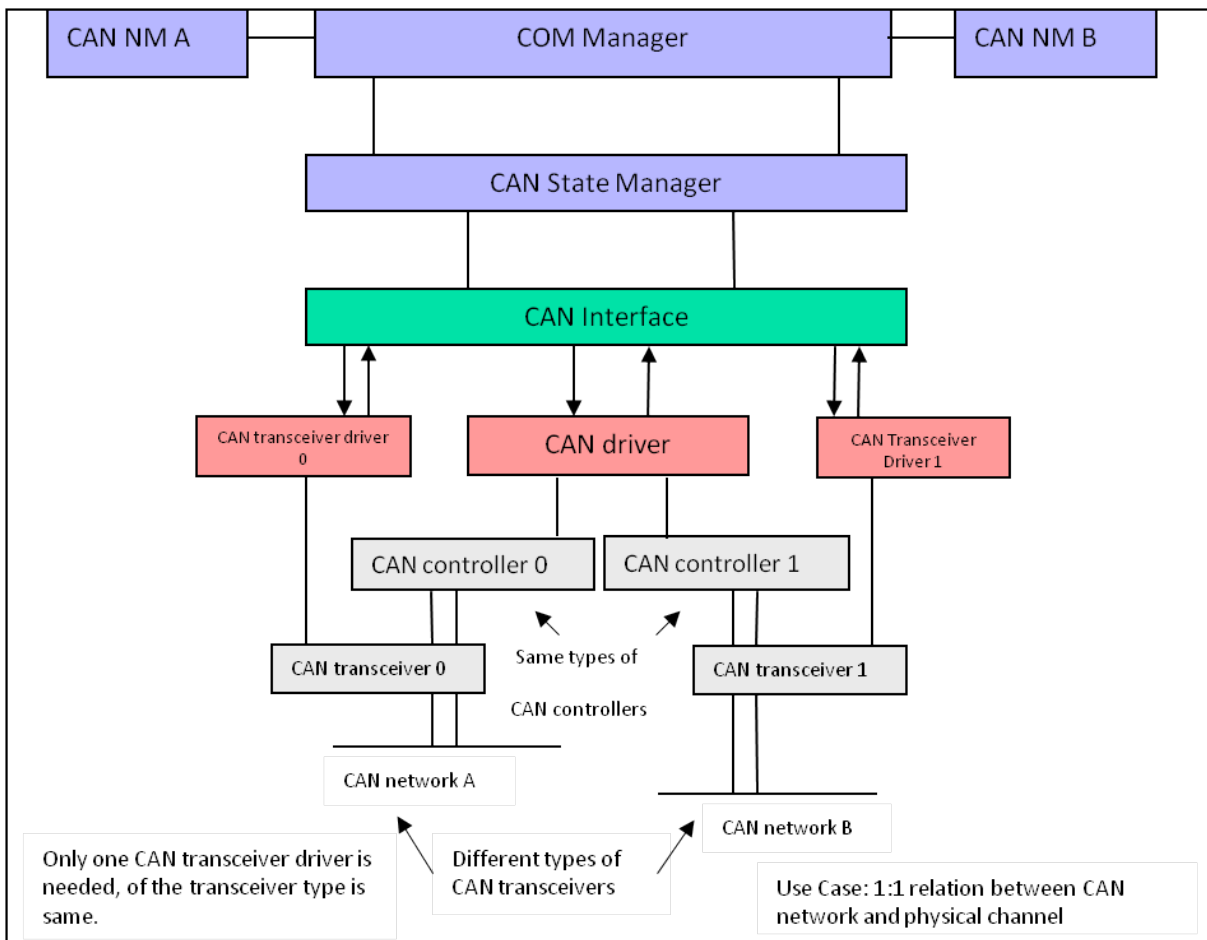 CAN NM A
COM Manager
CAN NM B
CAN State Manager
CAN Interface
CAN transceiver driver
0
CAN driver
CAN Transceiver
Driver 1
CAN controller 0
CAN controller 1
Same types of
CAN controllers
CAN transceiver 0
CAN transceiver 1
CAN network A
CAN network B
Only one CAN transceiver driver is
needed, of the transceiver type is
same.
Different types of
CAN transceivers
Use Case: 1:1 relation between CAN
network and physical channel